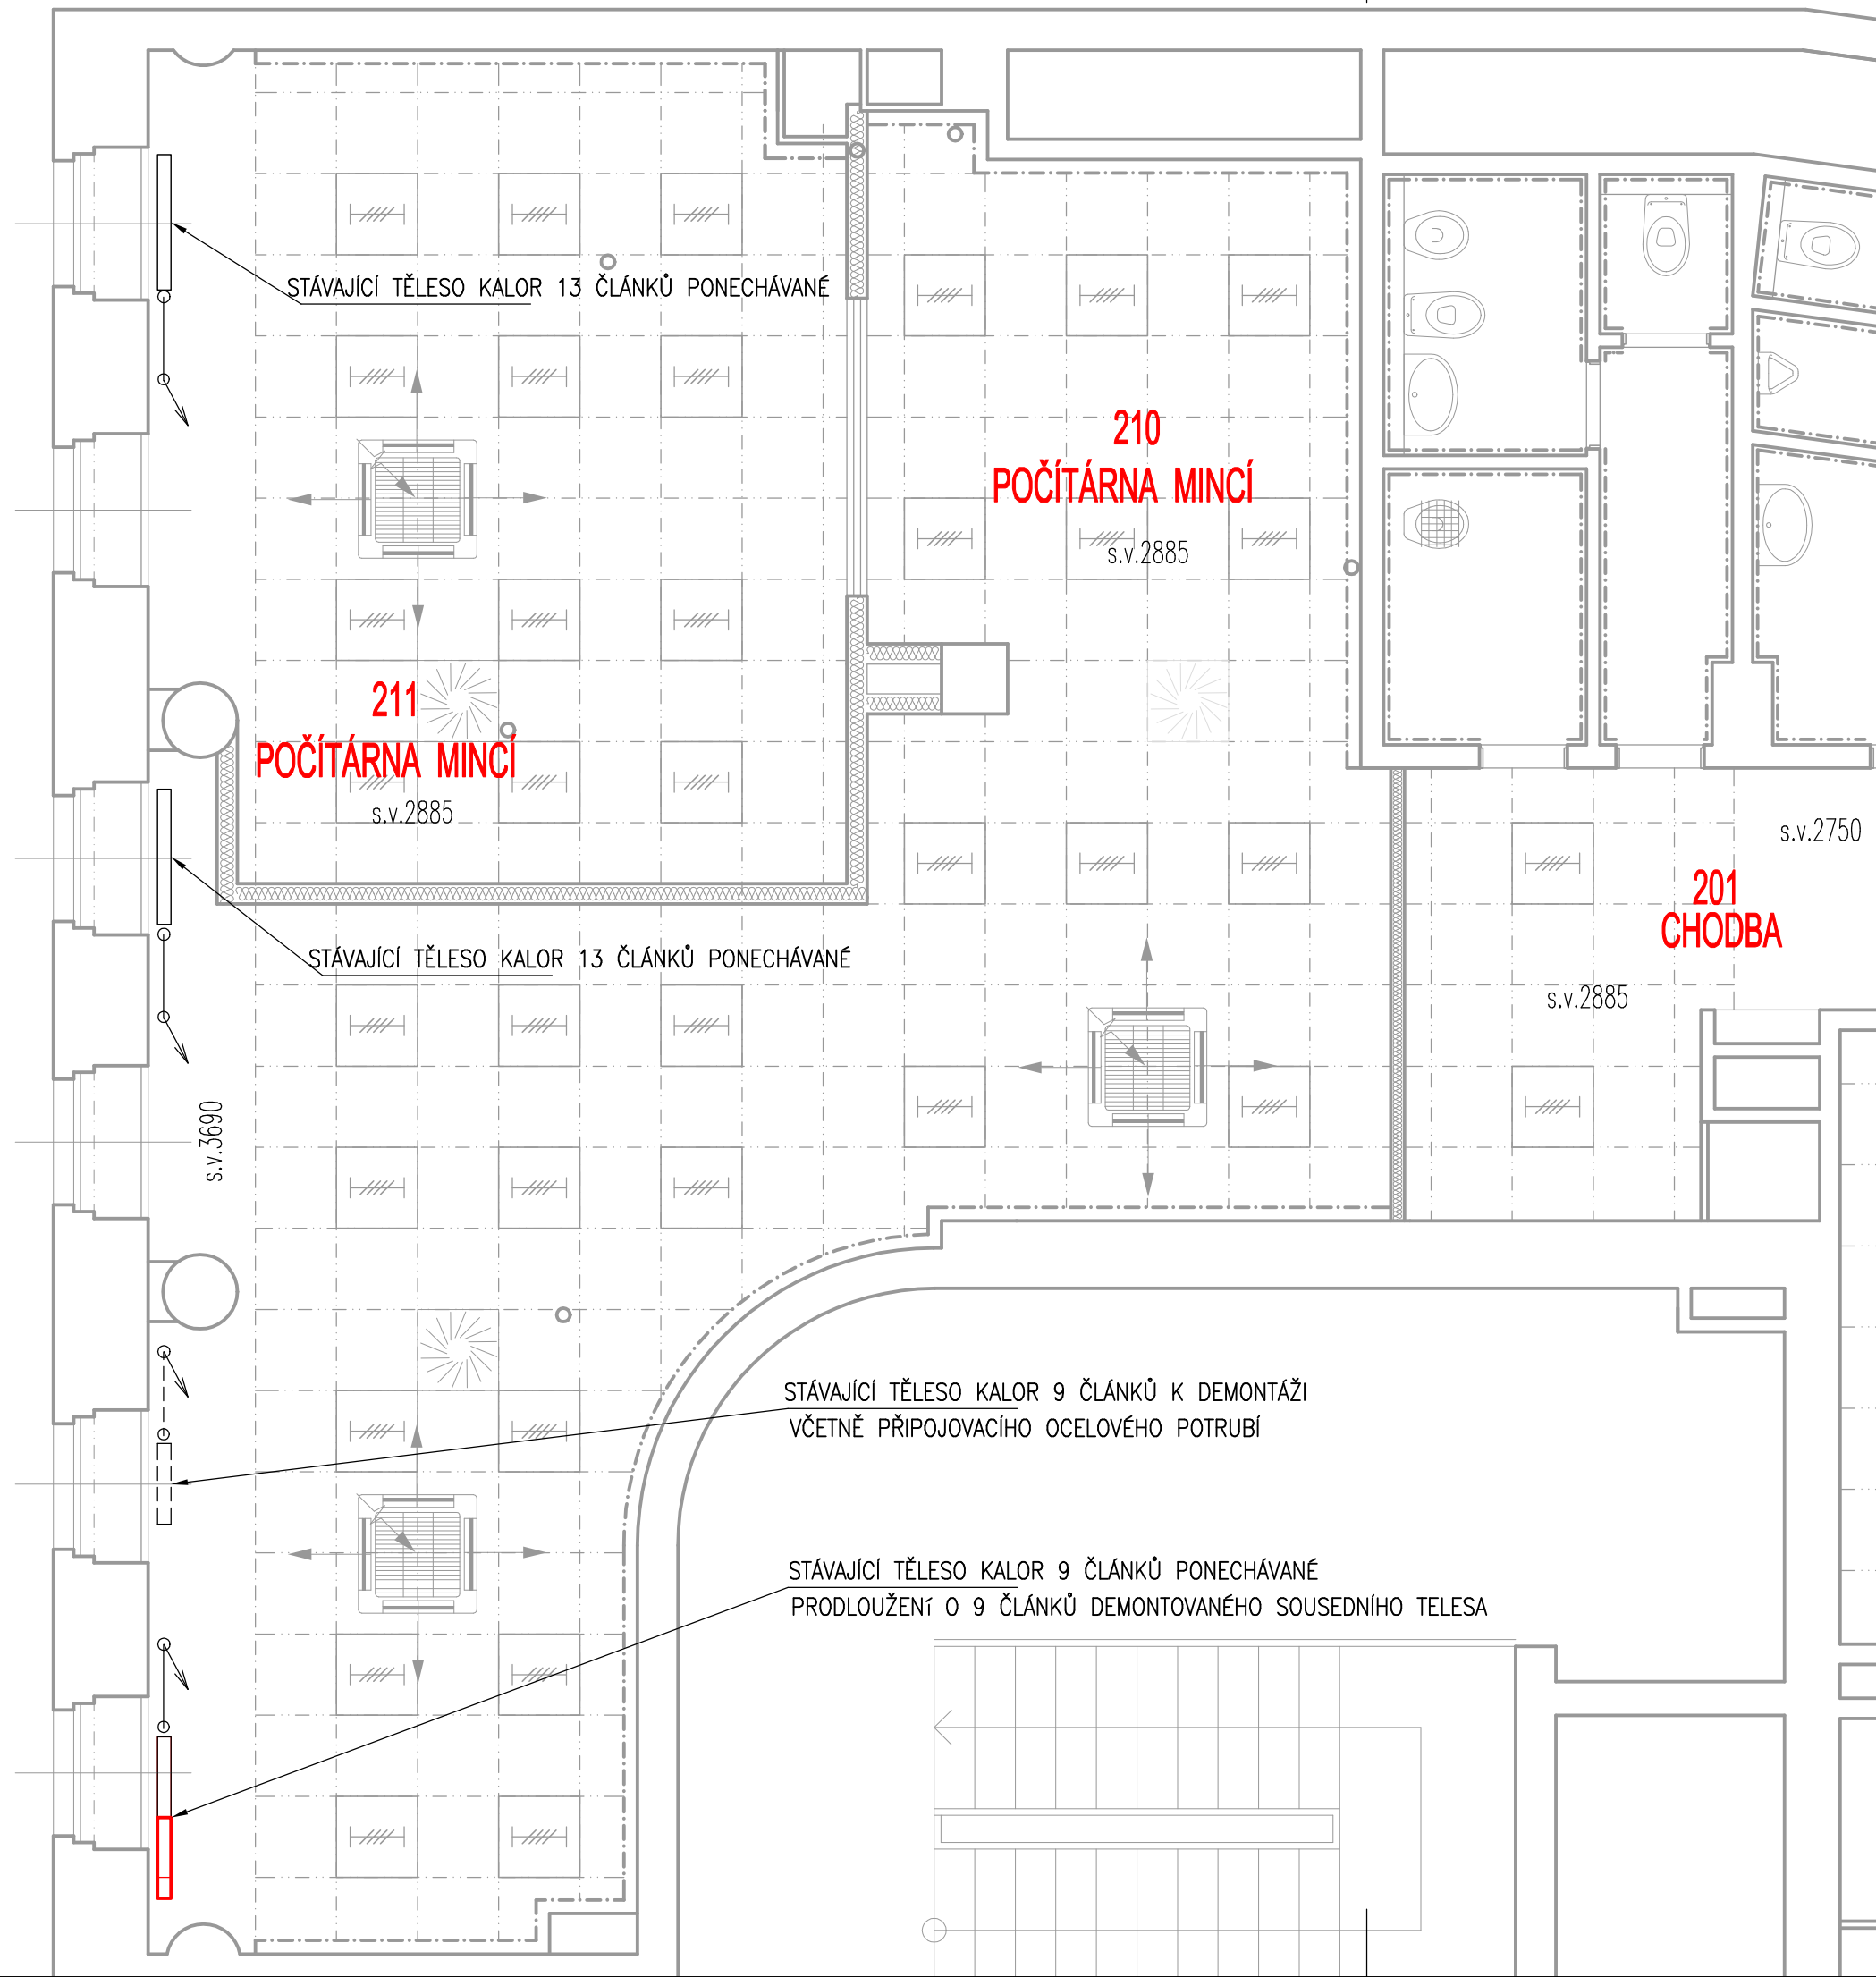 STÁVAJÍCÍ TĚLESO KALOR 13 ČLÁNKŮ PONECHÁVANÉ
210
POČÍTÁRNA MINCÍ
s.v.2885
211
POČÍTÁRNA MINCÍ
s.v.2885
s.v.2750
201
CHODBA
s.v.2885
STÁVAJÍCÍ TĚLESO KALOR 13 ČLÁNKŮ PONECHÁVANÉ
s.v.3690
STÁVAJÍCÍ TĚLESO KALOR 9 ČLÁNKŮ K DEMONTÁŽI
VČETNĚ PŘIPOJOVACÍHO OCELOVÉHO POTRUBÍ
STÁVAJÍCÍ TĚLESO KALOR 9 ČLÁNKŮ PONECHÁVANÉ
PRODLOUŽENí O 9 ČLÁNKŮ DEMONTOVANÉHO SOUSEDNÍHO TELESA